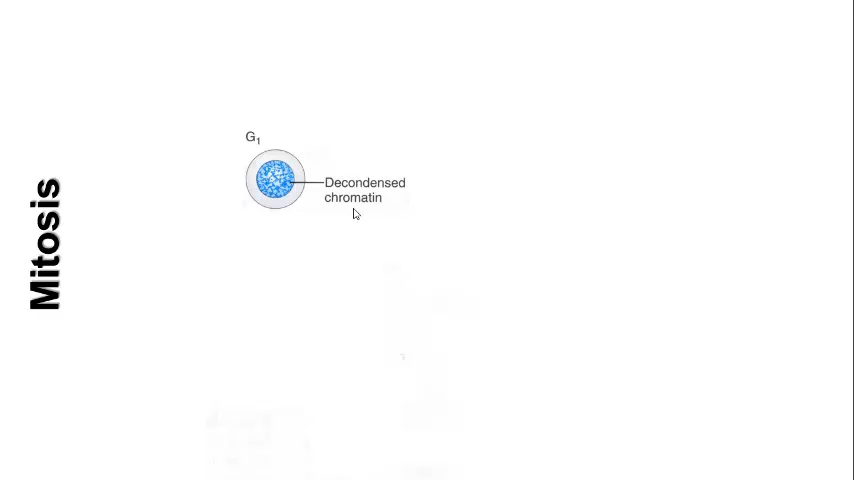 Mitosis
G₁
Decondensed
chromatin